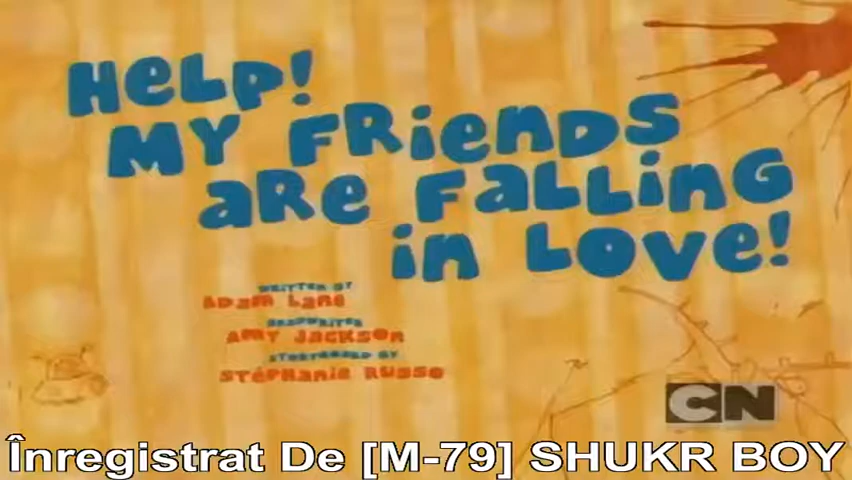 HeLp!
MY FRiends
aRe FaLLinG
in Love!
WRITTEN BY
Adam Lane
HeadWRiteR
AMY JACKSON
STORYBOARD BY
STéphanie Russo
CN
Înregistrat De [M-79] SHUKR BOY